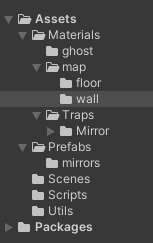 Assets
Materials
ghost
map
floor
wall
Traps
Mirror
Prefabs
mirrors
Scenes
Scripts
Utils
Packages